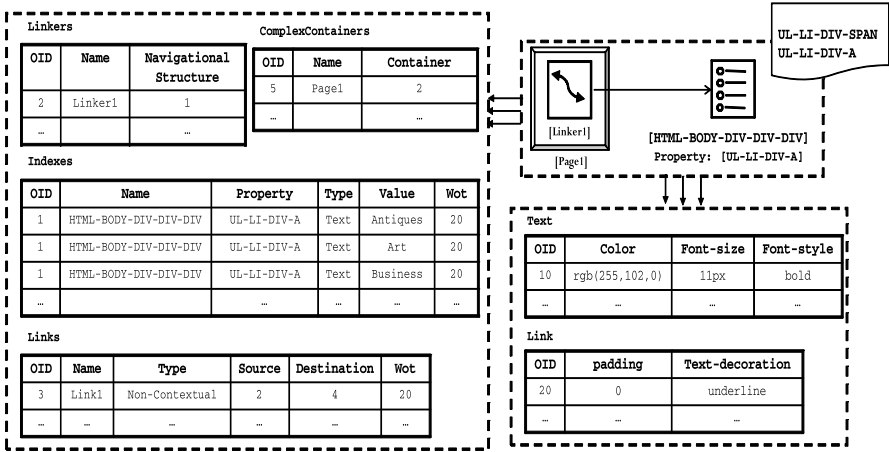 Linkers
OID Name Navigational
Structure
2 Linker1 1
… …
ComplexContainers
OID Name Container
5 Page1 2
… …
Indexes
OID Name Property Type Value Wot
1 HTML-BODY-DIV-DIV-DIV UL-LI-DIV-A Text Antiques 20
1 HTML-BODY-DIV-DIV-DIV UL-LI-DIV-A Text Art 20
1 HTML-BODY-DIV-DIV-DIV UL-LI-DIV-A Text Business 20
… … … … …
Links
OID Name Type Source Destination Wot
3 Link1 Non-Contextual 2 4 20
… … … … … …
UL-LI-DIV-SPAN
UL-LI-DIV-A
[Linker1]
[Page1]
[HTML-BODY-DIV-DIV-DIV]
Property: [UL-LI-DIV-A]
Text
OID Color Font-size Font-style
10 rgb(255,102,0) 11px bold
… … … …
Link
OID padding Text-decoration
20 0 underline
… … …